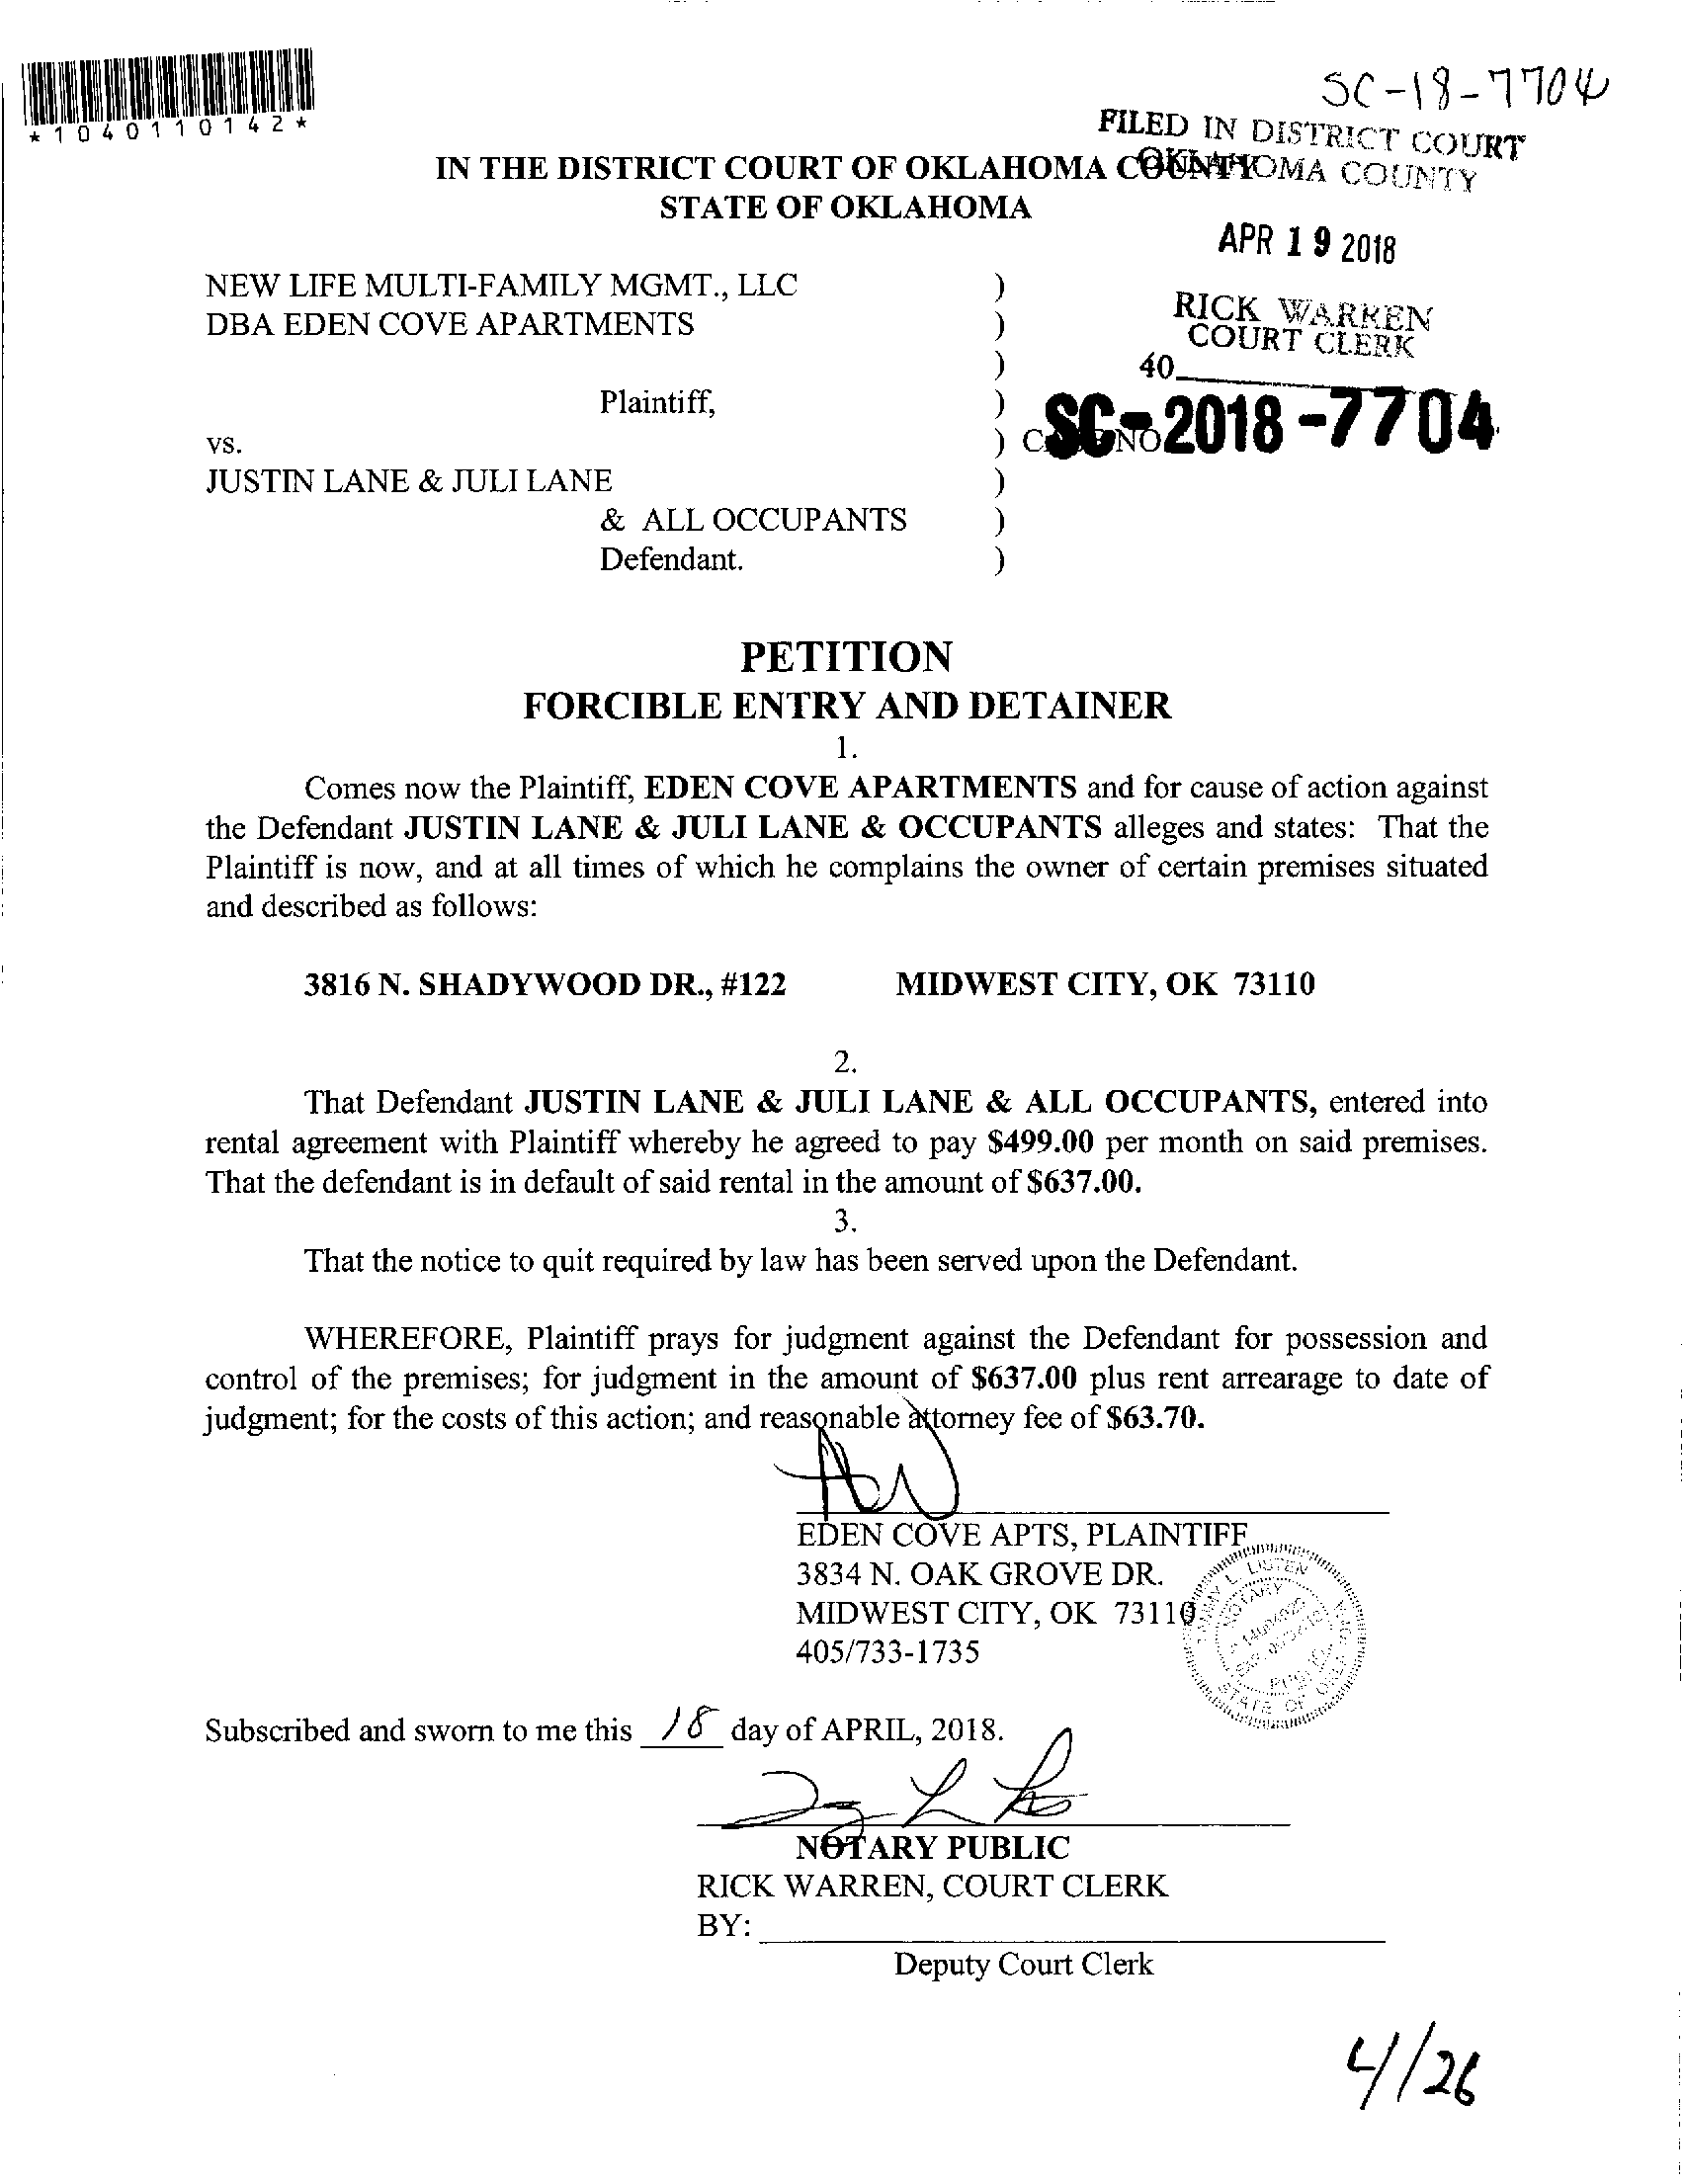 SC-18-7704
*1040110142*
FILED IN DISTRICT COURT
OKLAHOMA COUNTY
IN THE DISTRICT COURT OF OKLAHOMA COUNTY
STATE OF OKLAHOMA
APR 19 2018
NEW LIFE MULTI-FAMILY MGMT., LLC )
DBA EDEN COVE APARTMENTS )
RICK WARREN
COURT CLERK
)
40
Plaintiff, )
vs. ) CASE NO SC-2018-7704
JUSTIN LANE & JULI LANE )
& ALL OCCUPANTS )
Defendant. )
PETITION
FORCIBLE ENTRY AND DETAINER
1.
Comes now the Plaintiff, EDEN COVE APARTMENTS and for cause of action against
the Defendant JUSTIN LANE & JULI LANE & OCCUPANTS alleges and states: That the
Plaintiff is now, and at all times of which he complains the owner of certain premises situated
and described as follows:
3816 N. SHADYWOOD DR., #122 MIDWEST CITY, OK 73110
2.
That Defendant JUSTIN LANE & JULI LANE & ALL OCCUPANTS, entered into
rental agreement with Plaintiff whereby he agreed to pay $499.00 per month on said premises.
That the defendant is in default of said rental in the amount of $637.00.
3.
That the notice to quit required by law has been served upon the Defendant.
WHEREFORE, Plaintiff prays for judgment against the Defendant for possession and
control of the premises; for judgment in the amount of $637.00 plus rent arrearage to date of
judgment; for the costs of this action; and reasonable attorney fee of $63.70.
EDEN COVE APTS, PLAINTIFF
3834 N. OAK GROVE DR.
MIDWEST CITY, OK 73110
405/733-1735
NOTARY
PUBLIC
STATE OF
Subscribed and sworn to me this 18 day of APRIL, 2018.
NOTARY PUBLIC
RICK WARREN, COURT CLERK
BY:
Deputy Court Clerk
4/26